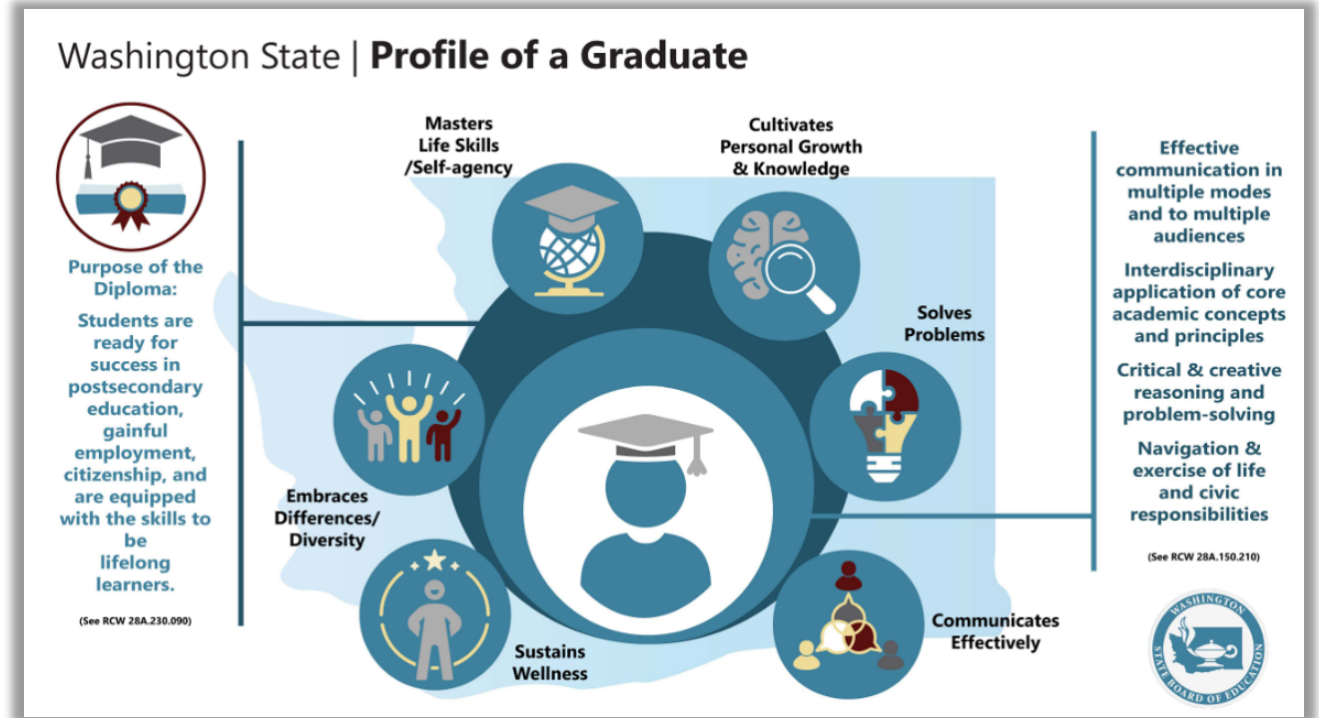 Washington State | Profile of a Graduate
Purpose of the
Diploma:
Students are
ready for
success in
postsecondary
education,
gainful
employment,
citizenship, and
are equipped
with the skills to
be
lifelong
learners.
(See RCW 28A.230.090)
Masters
Life Skills
/Self-agency
Cultivates
Personal Growth
& Knowledge
Solves
Problems
Embraces
Differences/
Diversity
Sustains
Wellness
Communicates
Effectively
Effective
communication in
multiple modes
and to multiple
audiences
Interdisciplinary
application of core
academic concepts
and principles
Critical & creative
reasoning and
problem-solving
Navigation &
exercise of life
and civic
responsibilities
(See RCW 28A.150.210)
WASHINGTON
STATE BOARD OF EDUCATION